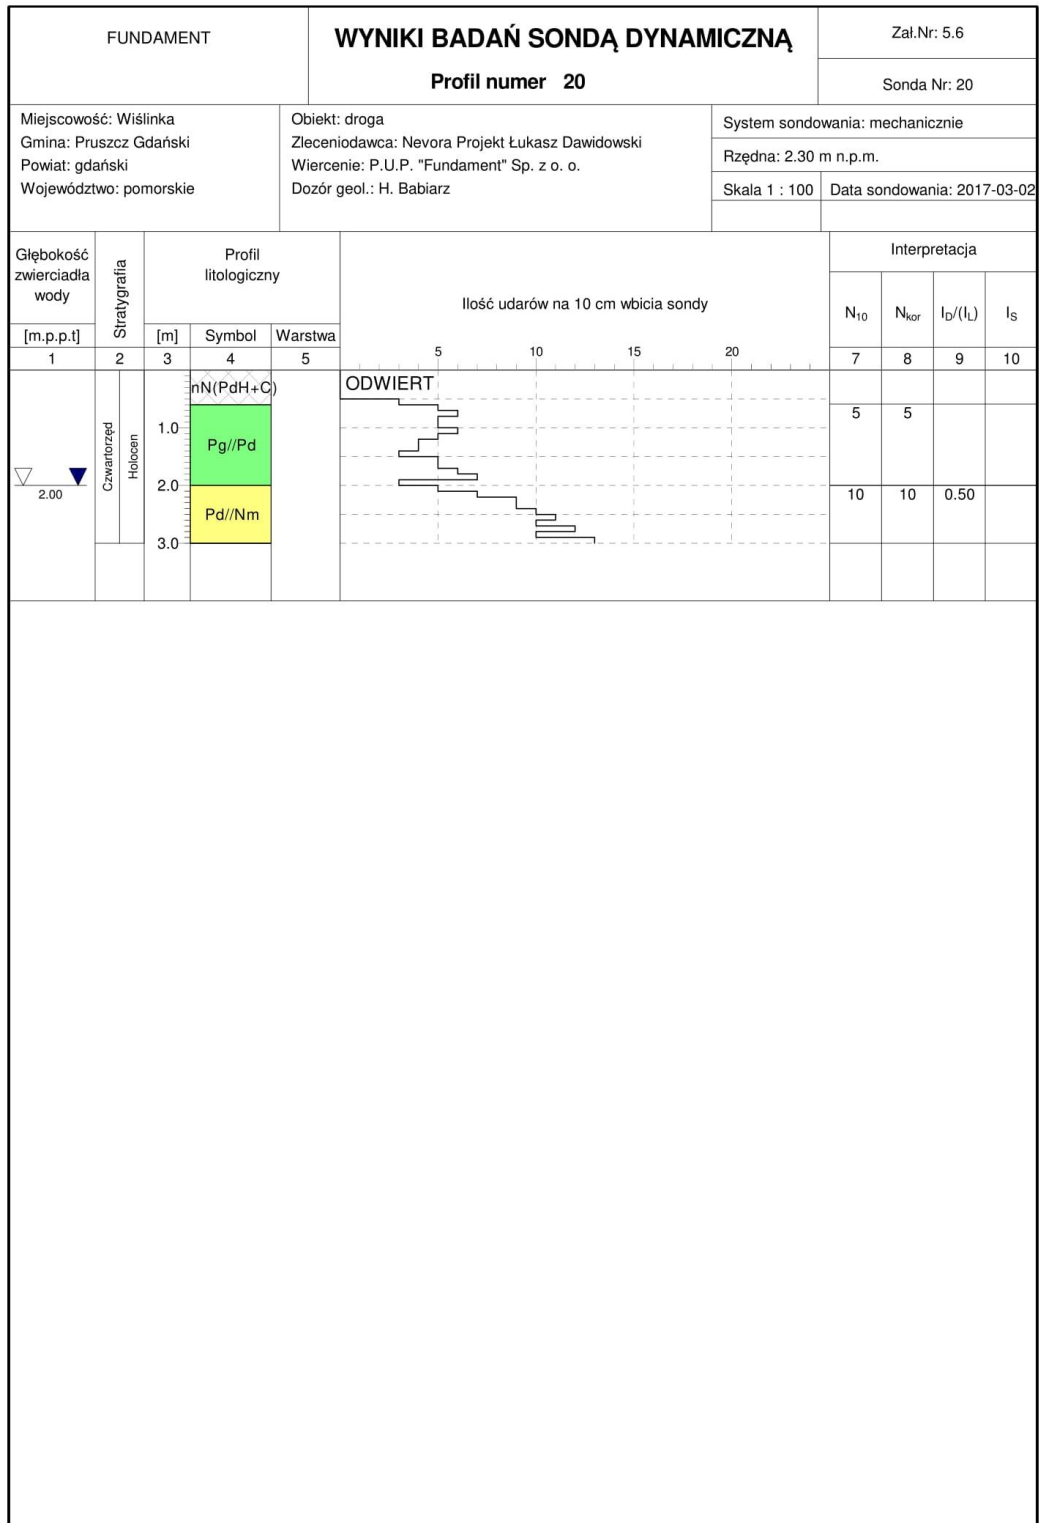 FUNDAMENT
WYNIKI BADAŃ SONDĄ DYNAMICZNĄ
Profil numer 20
Zał.Nr: 5.6
Sonda Nr: 20
Miejscowość: Wiślinka
Gmina: Pruszcz Gdański
Powiat: gdański
Województwo: pomorskie
Obiekt: droga
Zleceniodawca: Nevora Projekt Łukasz Dawidowski
Wiercenie: P.U.P. "Fundament" Sp. z o. o.
Dozór geol.: H. Babiarz
System sondowania: mechanicznie
Rzędna: 2.30 m n.p.m.
Skala 1 : 100
Data sondowania: 2017-03-02
Głębokość
zwierciadła
wody
[m.p.p.t]
Stratygrafia
Profil
litologiczny
[m] Symbol Warstwa
Ilość udarów na 10 cm wbicia sondy
5 10 15 20
Interpretacja
N10 Nkor ID/(IL) IS
1 2 3 4 5 7 8 9 10
nN(PdH+C)
ODWIERT
5 5
1.0
Pg//Pd
Czwartorzęd
Holocen
2.00
2.0
10 10 0.50
Pd//Nm
3.0